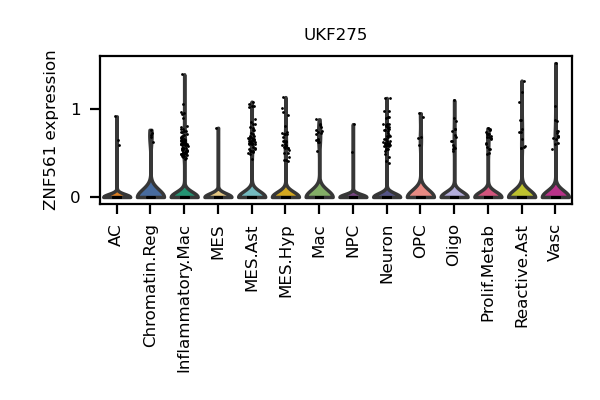 UKF275
ZNF561 expression
1
0
AC
Chromatin.Reg
Inflammatory.Mac
MES
MES.Ast
MES.Hyp
Mac
NPC
Neuron
OPC
Oligo
Prolif.Metab
Reactive.Ast
Vasc